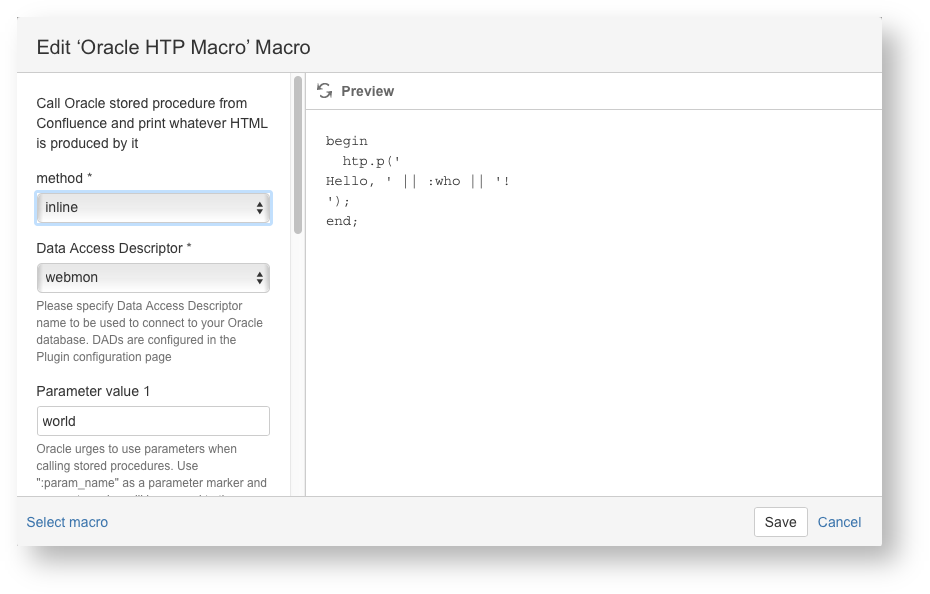 Edit ‘Oracle HTP Macro’ Macro
Call Oracle stored procedure from
Confluence and print whatever HTML
is produced by it
method *
inline
Data Access Descriptor *
webmon
Please specify Data Access Descriptor
name to be used to connect to your Oracle
database. DADs are configured in the
Plugin configuration page
Parameter value 1
world
Oracle urges to use parameters when
calling stored procedures. Use
":param_name" as a parameter marker and
Preview
begin
  htp.p('
Hello, ' || :who || '!
');
end;
Select macro
Save
Cancel